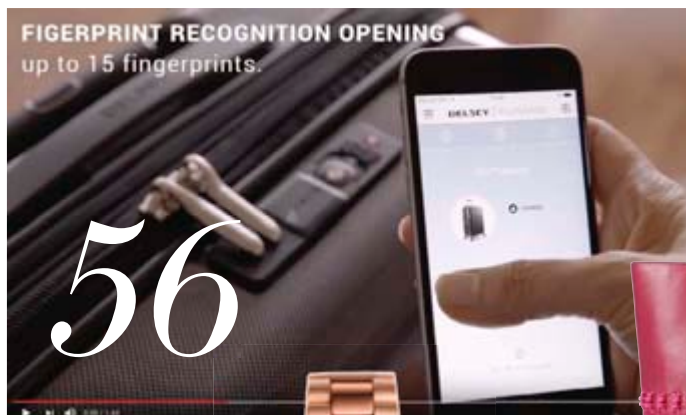 FIGERPRINT RECOGNITION OPENING
up to 15 fingerprints.
DELSEY
56